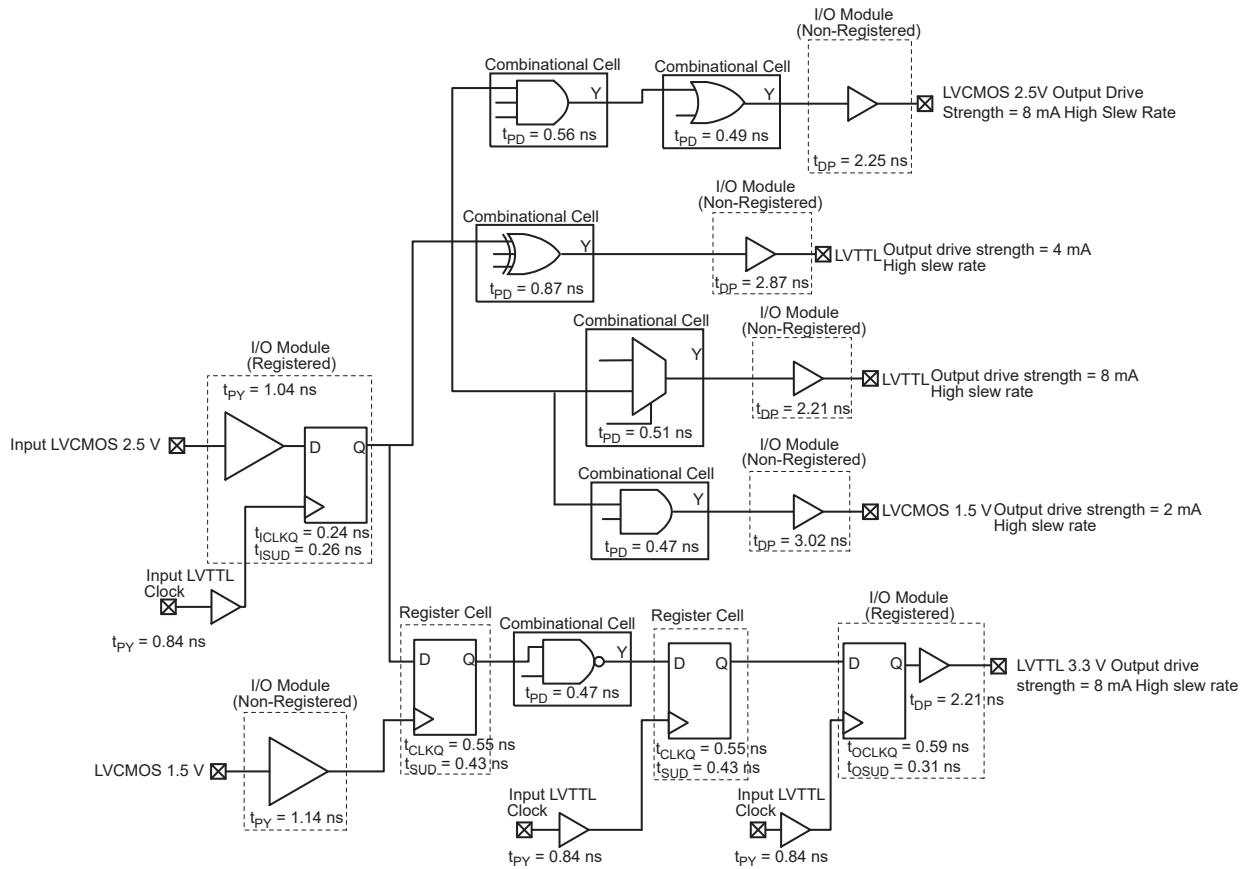 I/O Module
(Non-Registered)
Combinational Cell
Y
tPD = 0.56 ns
Combinational Cell
Y
tPD = 0.49 ns
tDP = 2.25 ns
LVCMOS 2.5V Output Drive
Strength = 8 mA High Slew Rate
I/O Module
(Non-Registered)
Combinational Cell
Y
tPD = 0.87 ns
tDP = 2.87 ns
LVTTL Output drive strength = 4 mA
High slew rate
Combinational Cell
Y
tPD = 0.51 ns
I/O Module
(Non-Registered)
tDP = 2.21 ns
LVTTL Output drive strength = 8 mA
High slew rate
I/O Module
(Registered)
tPY = 1.04 ns
Input LVCMOS 2.5 V
D
Q
tICLKQ = 0.24 ns
tISUD = 0.26 ns
Input LVTTL
Clock
tPY = 0.84 ns
Combinational Cell
Y
tPD = 0.47 ns
I/O Module
(Non-Registered)
tDP = 3.02 ns
LVCMOS 1.5 V Output drive strength = 2 mA
High slew rate
I/O Module
(Non-Registered)
LVCMOS 1.5 V
tPY = 1.14 ns
Register Cell
D
Q
tCLKQ = 0.55 ns
tSUD = 0.43 ns
Combinational Cell
Y
tPD = 0.47 ns
Register Cell
D
Q
tCLKQ = 0.55 ns
tSUD = 0.43 ns
Input LVTTL
Clock
tPY = 0.84 ns
I/O Module
(Registered)
D
Q
tDP = 2.21 ns
tOCLKQ = 0.59 ns
tOSUD = 0.31 ns
Input LVTTL
Clock
tPY = 0.84 ns
LVTTL 3.3 V Output drive
strength = 8 mA High slew rate